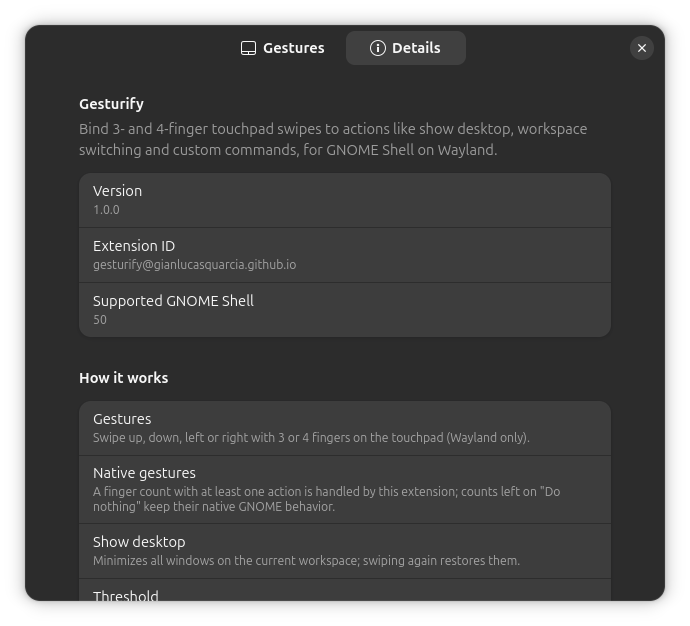 Gestures
Details
Gesturify
Bind 3- and 4-finger touchpad swipes to actions like show desktop, workspace
switching and custom commands, for GNOME Shell on Wayland.
Version
1.0.0
Extension ID
gesturify@gianlucasquarcia.github.io
Supported GNOME Shell
50
How it works
Gestures
Swipe up, down, left or right with 3 or 4 fingers on the touchpad (Wayland only).
Native gestures
A finger count with at least one action is handled by this extension; counts left on "Do
nothing" keep their native GNOME behavior.
Show desktop
Minimizes all windows on the current workspace; swiping again restores them.
Threshold